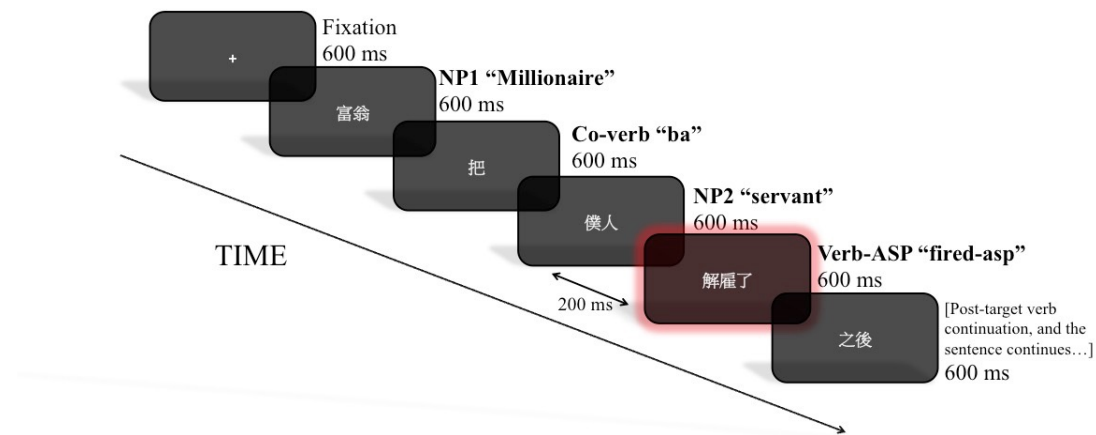 +
Fixation
600 ms
富翁
NP1 “Millionaire”
600 ms
把
Co-verb “ba”
600 ms
僕人
NP2 “servant”
600 ms
解雇了
Verb-ASP “fired-asp”
600 ms
200 ms
TIME
之後
[Post-target verb
continuation, and the
sentence continues…]
600 ms